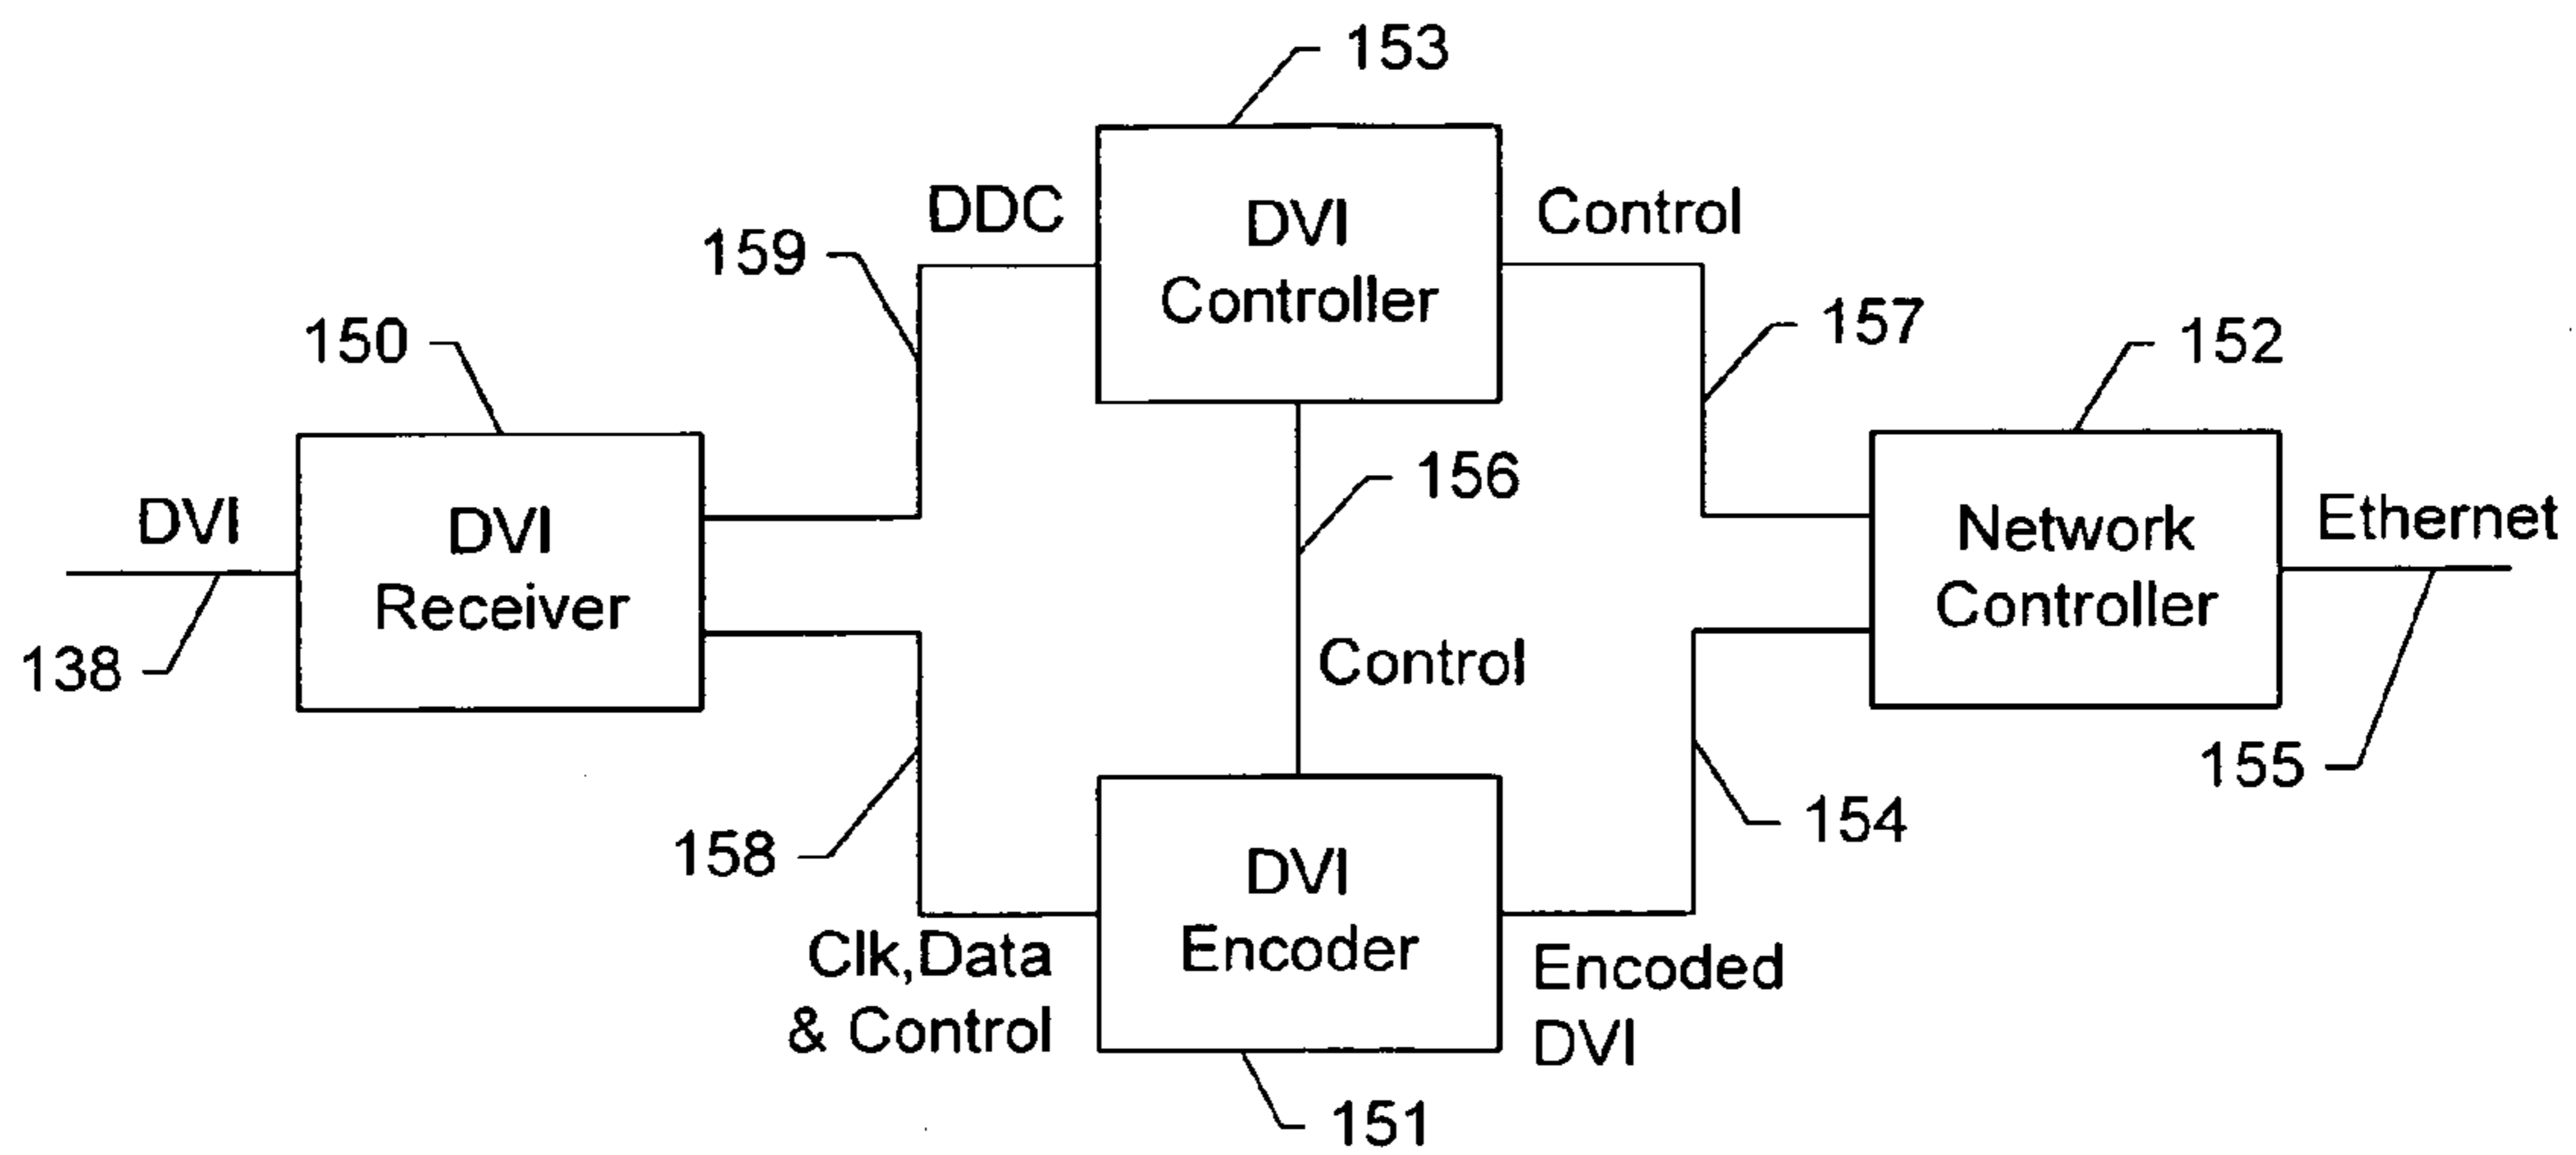 153
DDC
DVI
Controller
Control
159
157
150
152
DVI
DVI
Receiver
156
Network
Controller
Ethernet
138
Control
155
158
154
DVI
Encoder
Clk,Data
& Control
Encoded
DVI
151